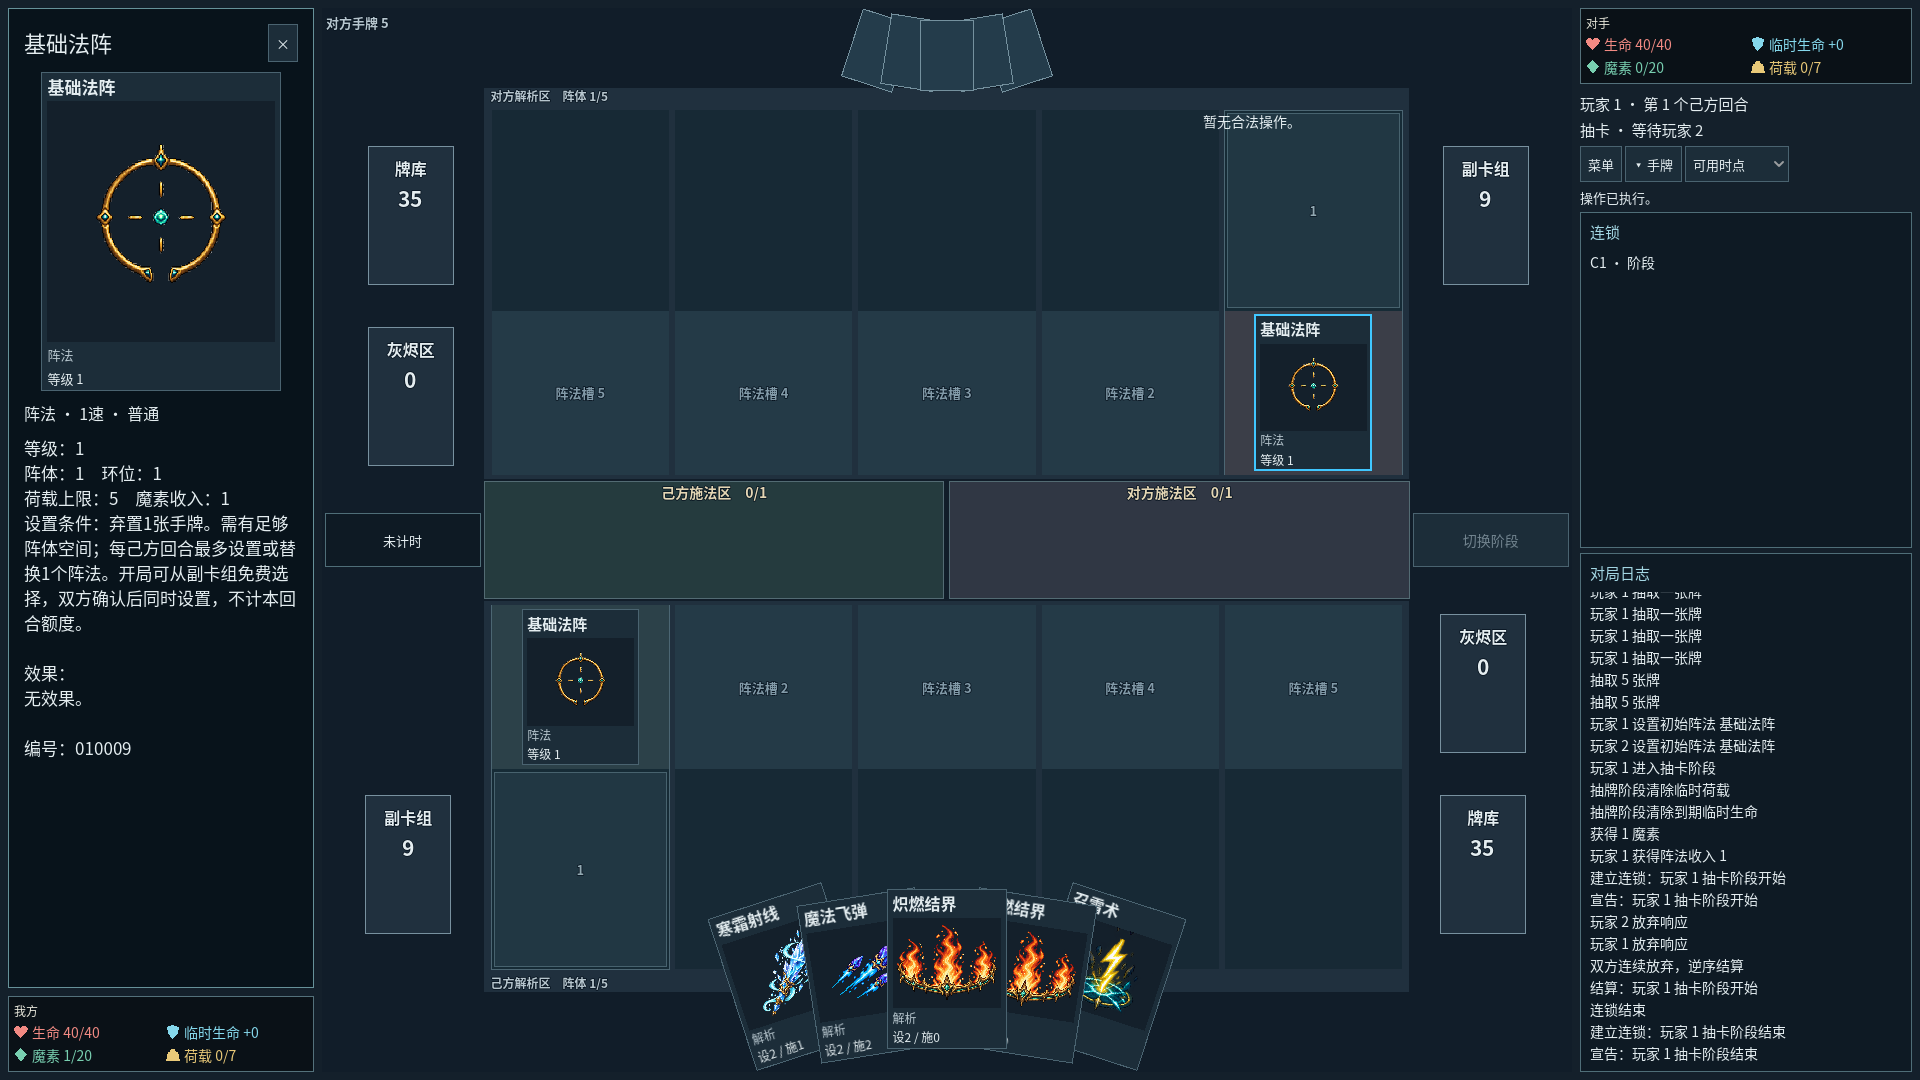 基础法阵
×
基础法阵
阵法
等级 1
阵法 · 1速 · 普通
等级：1
阵体：1 环位：1
荷载上限：5 魔素收入：1
设置条件：弃置1张手牌。需有足够
阵体空间；每己方回合最多设置或替
换1个阵法。开局可从副卡组免费选
择，双方确认后同时设置，不计本回
合额度。
效果：
无效果。
编号：010009
我方
生命 40/40
临时生命 +0
魔素 1/20
荷载 0/7
对方手牌 5
对方解析区 阵体 1/5
暂无合法操作。
牌库
35
1
副卡组
9
灰烬区
0
阵法槽 5
阵法槽 4
阵法槽 3
阵法槽 2
基础法阵
阵法
等级 1
己方施法区 0/1
对方施法区 0/1
未计时
切换阶段
基础法阵
阵法
等级 1
阵法槽 2
阵法槽 3
阵法槽 4
阵法槽 5
灰烬区
0
副卡组
9
1
牌库
35
己方解析区 阵体 1/5
寒霜射线
解析
设2 / 施1
魔法飞弹
解析
设2 / 施2
炽燃结界
解析
设2 / 施0
燃结界
召雷术
对手
生命 40/40
临时生命 +0
魔素 0/20
荷载 0/7
玩家 1 · 第 1 个己方回合
抽卡 · 等待玩家 2
菜单
▾ 手牌
可用时点
操作已执行。
连锁
C1 · 阶段
对局日志
玩家 1 抽取一张牌
玩家 1 抽取一张牌
玩家 1 抽取一张牌
玩家 1 抽取一张牌
抽取 5 张牌
抽取 5 张牌
玩家 1 设置初始阵法 基础法阵
玩家 2 设置初始阵法 基础法阵
玩家 1 进入抽卡阶段
抽牌阶段清除临时荷载
抽牌阶段清除到期临时生命
获得 1 魔素
玩家 1 获得阵法收入 1
建立连锁：玩家 1 抽卡阶段开始
宣告：玩家 1 抽卡阶段开始
玩家 2 放弃响应
玩家 1 放弃响应
双方连续放弃，逆序结算
结算：玩家 1 抽卡阶段开始
连锁结束
建立连锁：玩家 1 抽卡阶段结束
宣告：玩家 1 抽卡阶段结束